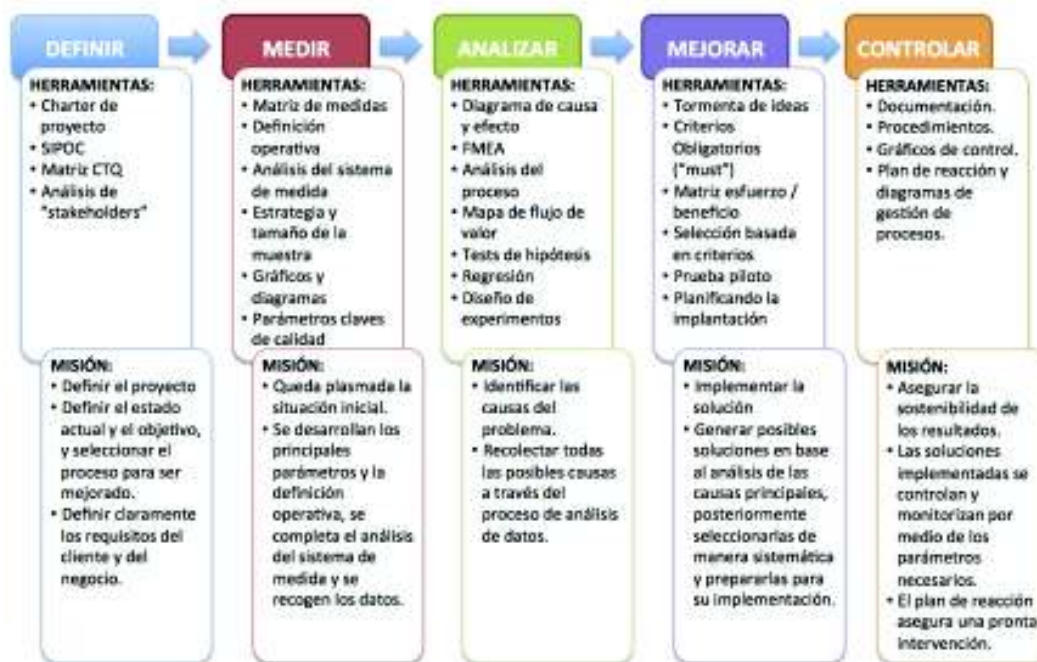 DEFINIR
HERRAMIENTAS:
• Charter de
proyecto
• SIPOC
• Matriz CTQ
• Análisis de
"stakeholders"
MISIÓN:
• Definir el proyecto
• Definir el estado
actual y el objetivo,
y seleccionar el
proceso para ser
mejorado.
• Definir claramente
los requisitos del
cliente y del
negocio.
MEDIR
HERRAMIENTAS:
• Matriz de medidas
• Definición
operativa
• Análisis del sistema
de medida
• Estrategia y
tamaño de la
muestra
• Gráficos y
diagramas
• Parámetros claves
de calidad
MISIÓN:
• Queda plasmada la
situación inicial.
• Se desarrollan los
principales
parámetros y la
definición
operativa, se
completa el análisis
del sistema de
medida y se
recogen los datos.
ANALIZAR
HERRAMIENTAS:
• Diagrama de causa
y efecto
• FMEA
• Análisis del
proceso
• Mapa de flujo de
valor
• Tests de hipótesis
• Regresión
• Diseño de
experimentos
MISIÓN:
• Identificar las
causas del
problema.
• Recolectar todas
las posibles causas
a través del
proceso de análisis
de datos.
MEJORAR
HERRAMIENTAS:
• Tormenta de ideas
• Criterios
Obligatorios
("must")
• Matriz esfuerzo /
beneficio
• Selección basada
en criterios
• Prueba piloto
• Planificando la
implantación
MISIÓN:
• Implementar la
solución
• Generar posibles
soluciones en base
al análisis de las
causas principales,
posteriormente
seleccionarlas de
manera sistemática
y prepararlas para
su implementación.
CONTROLAR
HERRAMIENTAS:
• Documentación.
• Procedimientos.
• Gráficos de control.
• Plan de reacción y
diagramas de
gestión de
procesos.
MISIÓN:
• Asegurar la
sostenibilidad de
los resultados.
• Las soluciones
implementadas se
controlan y
monitorizan por
medio de los
parámetros
necesarios.
• El plan de reacción
asegura una pronta
intervención.